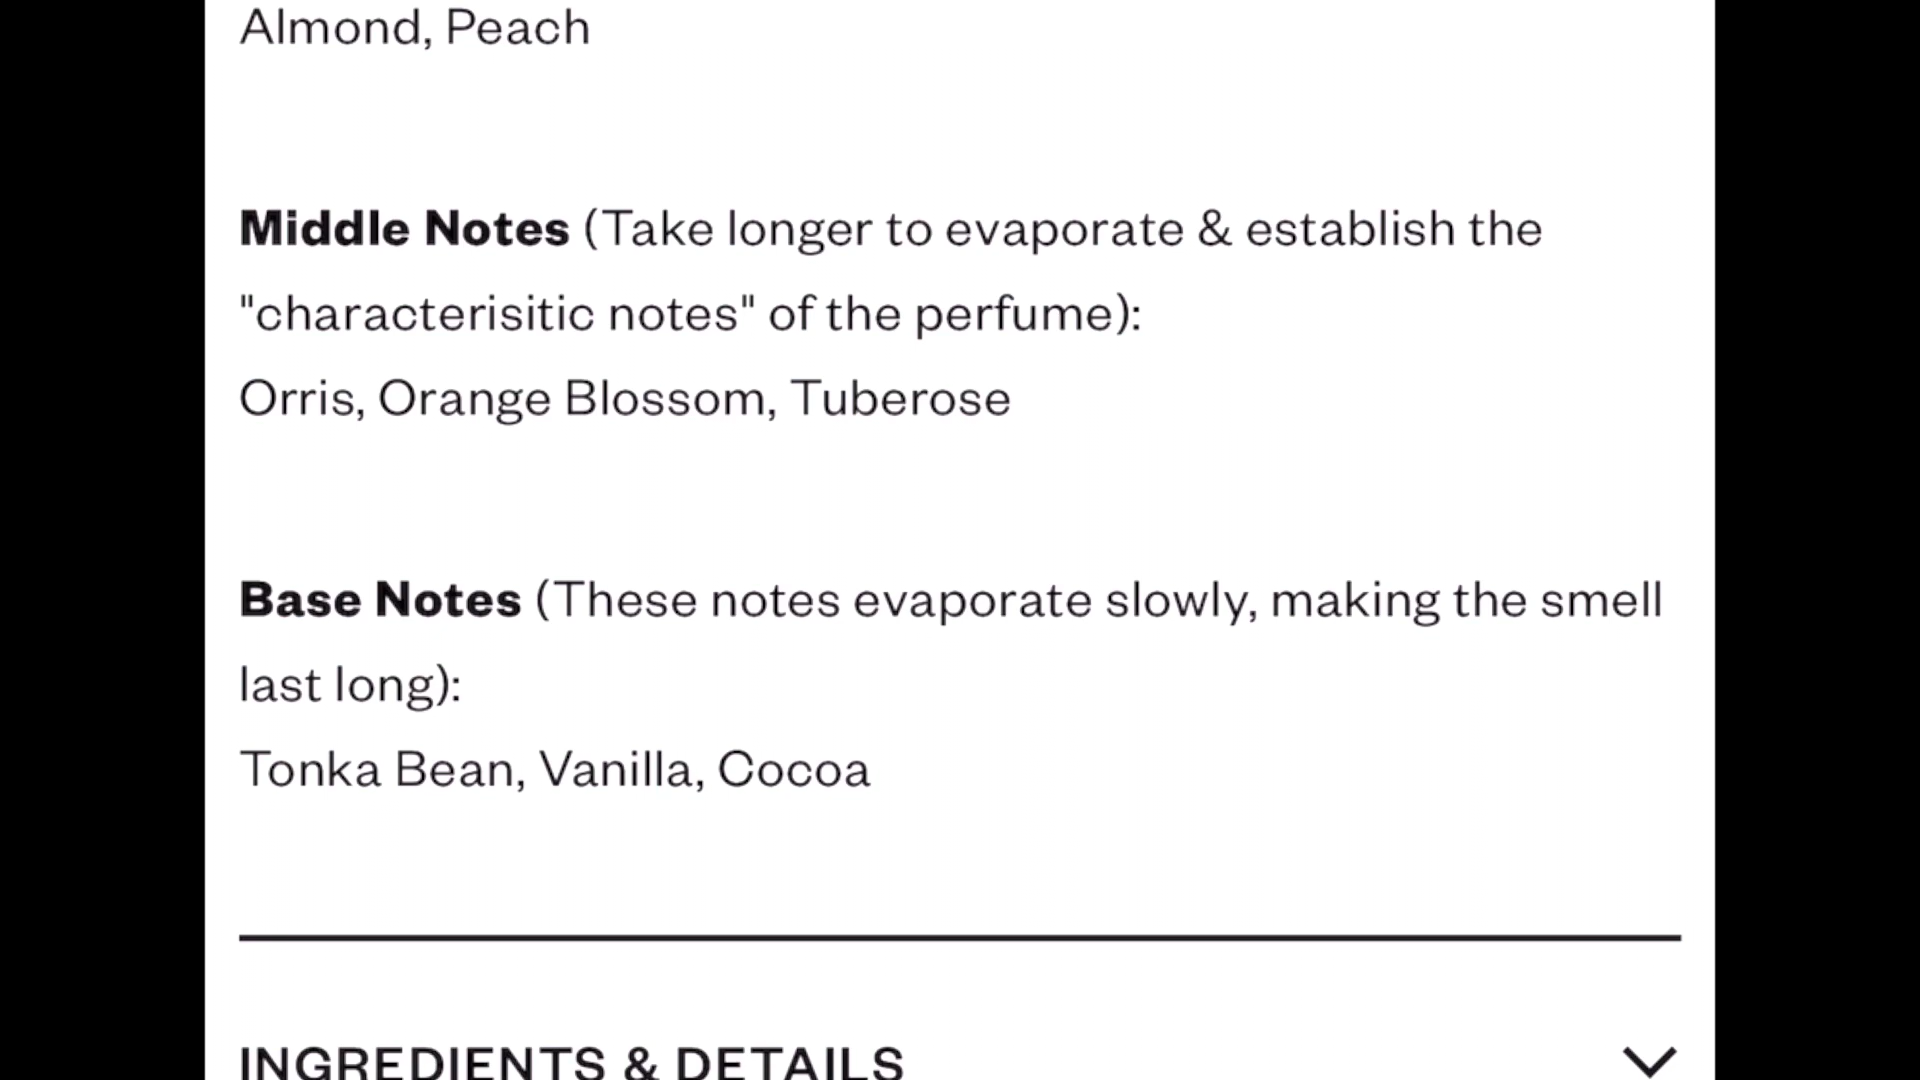 Almond, Peach
Middle Notes (Take longer to evaporate & establish the
"characterisitic notes" of the perfume):
Orris, Orange Blossom, Tuberose
Base Notes (These notes evaporate slowly, making the smell
last long):
Tonka Bean, Vanilla, Cocoa
INGREDIENTS & DETAILS